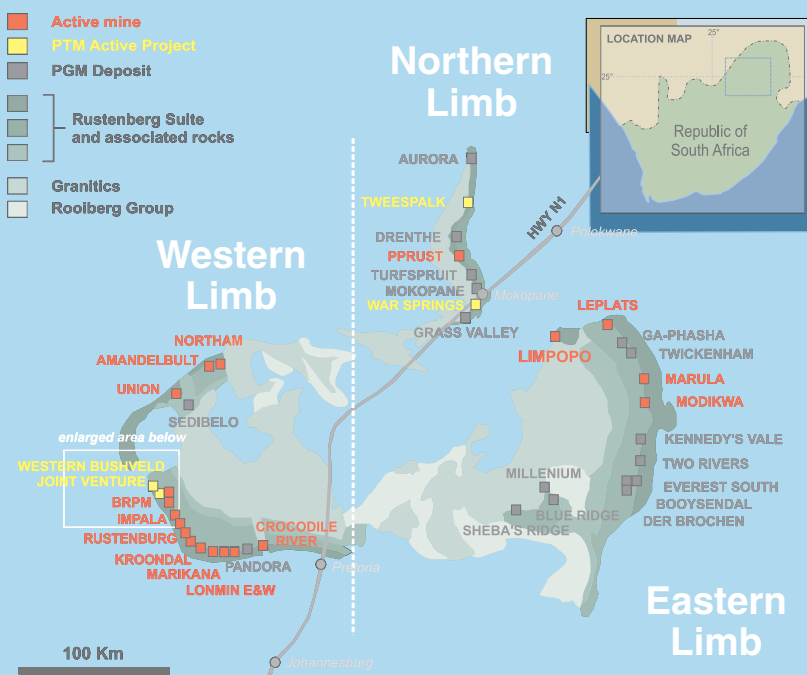 Active mine
PTM Active Project
PGM Deposit
Rustenberg Suite
and associated rocks
Granitics
Rooiberg Group
Northern
Limb
LOCATION MAP
25°
25°
Republic of
South Africa
AURORA
TWEESPALK
DRENTHE
PPRUST
TURFSPRUIT
MOKOPANE
WAR SPRINGS
GRASS VALLEY
HWY N1
Polokwane
Mokopane
Western
Limb
NORTHAM
AMANDELBULT
UNION
SEDIBELO
enlarged area below
WESTERN BUSHVELD
JOINT VENTURE
BRPM
IMPALA
RUSTENBURG
KROONDAL
MARIKANA
LONMIN E&W
PANDORA
CROCODILE
RIVER
Pretoria
Johannesburg
LEPLATS
LIMPOPO
GA-PHASHA
TWICKENHAM
MARULA
MODIKWA
KENNEDY'S VALE
TWO RIVERS
EVEREST SOUTH
BOOYSENDAL
DER BROCHEN
MILLENIUM
BLUE RIDGE
SHEBA'S RIDGE
Eastern
Limb
100 Km